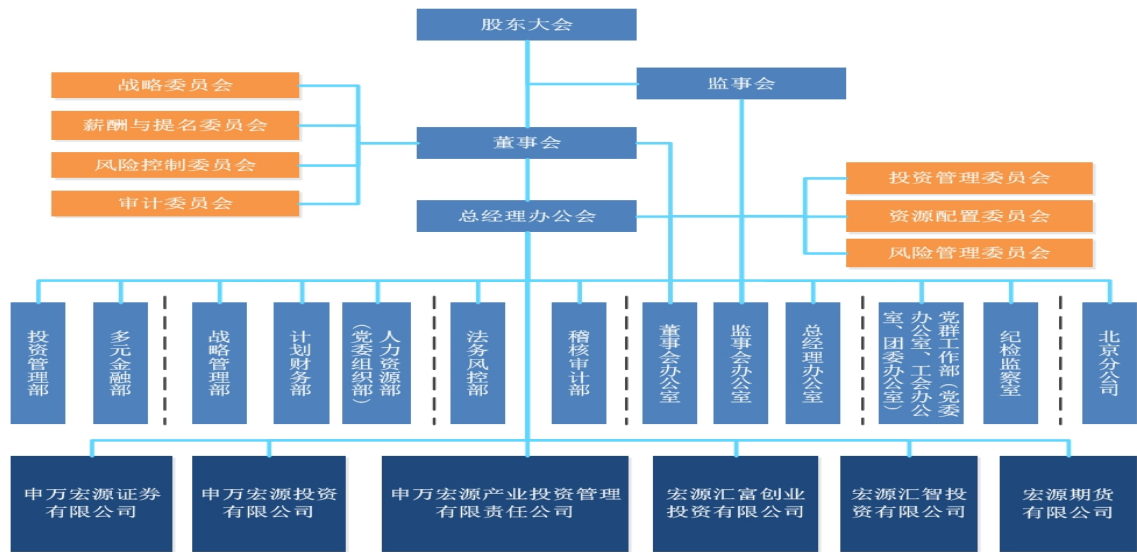 股东大会
监事会
战略委员会
薪酬与提名委员会
董事会
风险控制委员会
投资管理委员会
审计委员会
总经理办公会
资源配置委员会
风险管理委员会
投资管理部
多元金融部
战略管理部
计划财务部
人力资源部
（党委组织部）
法务风控部
稽核审计部
董事会办公室
监事会办公室
总经理办公室
党群工作部（党委
办公室、工会办公
室、团委办公室）
纪检监察室
北京分公司
申万宏源证券
有限公司
申万宏源投资
有限公司
申万宏源产业投资管理
有限责任公司
宏源汇富创业
投资有限公司
宏源汇智投
资有限公司
宏源期货
有限公司